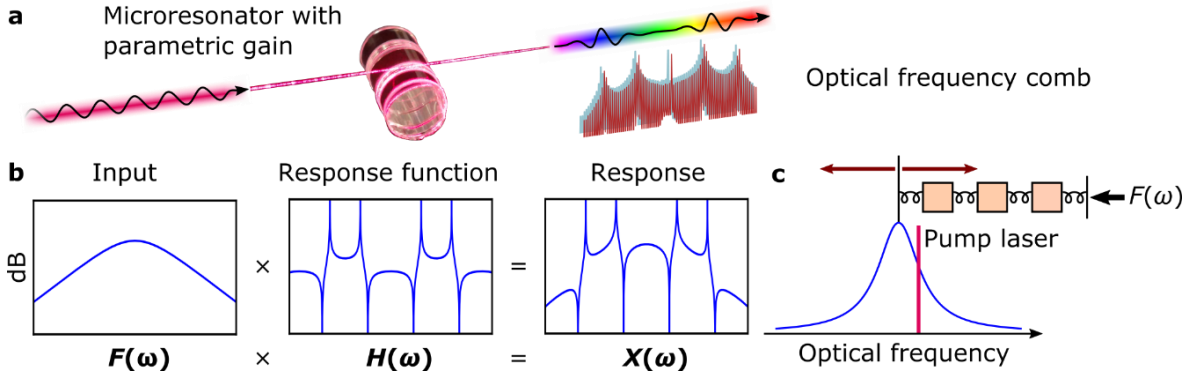 a
Microresonator with
parametric gain
Optical frequency comb
b
Input
Response function
Response
dB
×
=
F(ω)
×
H(ω)
=
X(ω)
c
F(ω)
Pump laser
Optical frequency